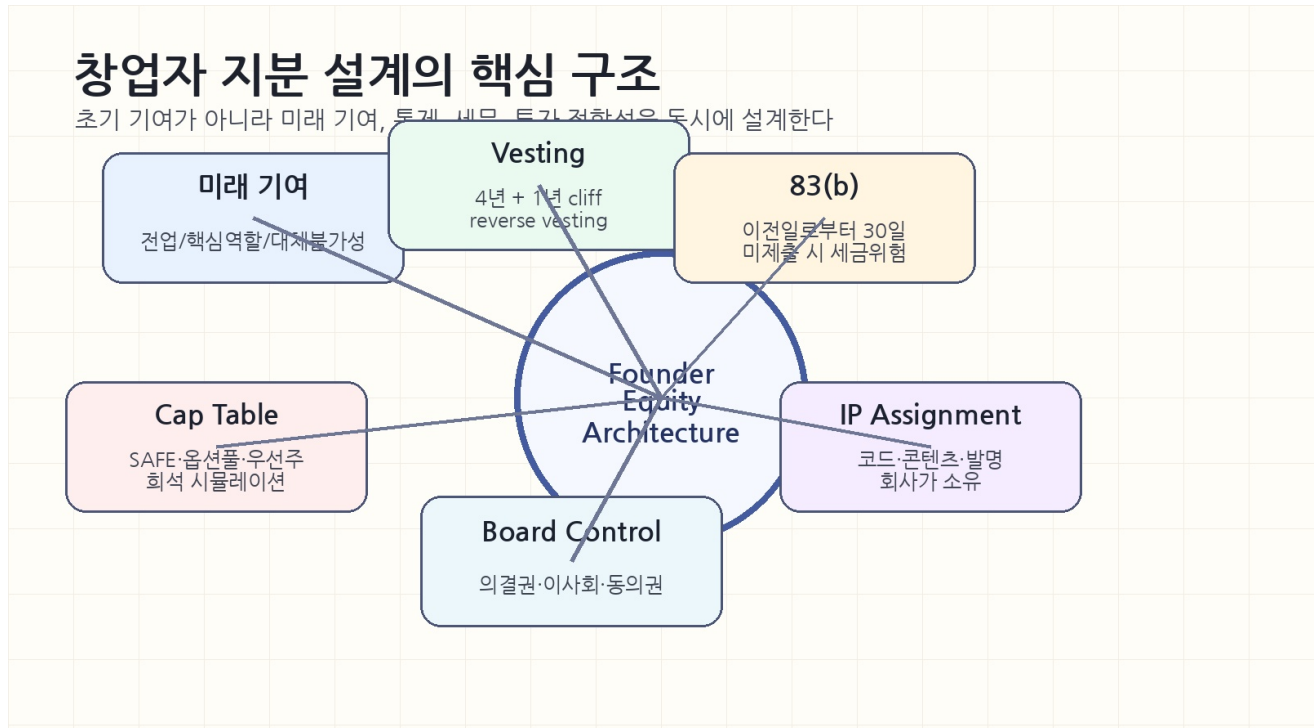 창업자 지분 설계의 핵심 구조
초기 기여가 아니라 미래 기여, 통제, 세무, 투자 적합성을 동시에 설계한다
미래 기여
전업/핵심역할/대체불가성
Vesting
4년 + 1년 cliff
reverse vesting
83(b)
이전일로부터 30일
미제출 시 세금위험
Founder
Equity
Architecture
Cap Table
SAFE·옵션풀·우선주
희석 시뮬레이션
IP Assignment
코드·콘텐츠·발명
회사가 소유
Board Control
의결권·이사회·동의권